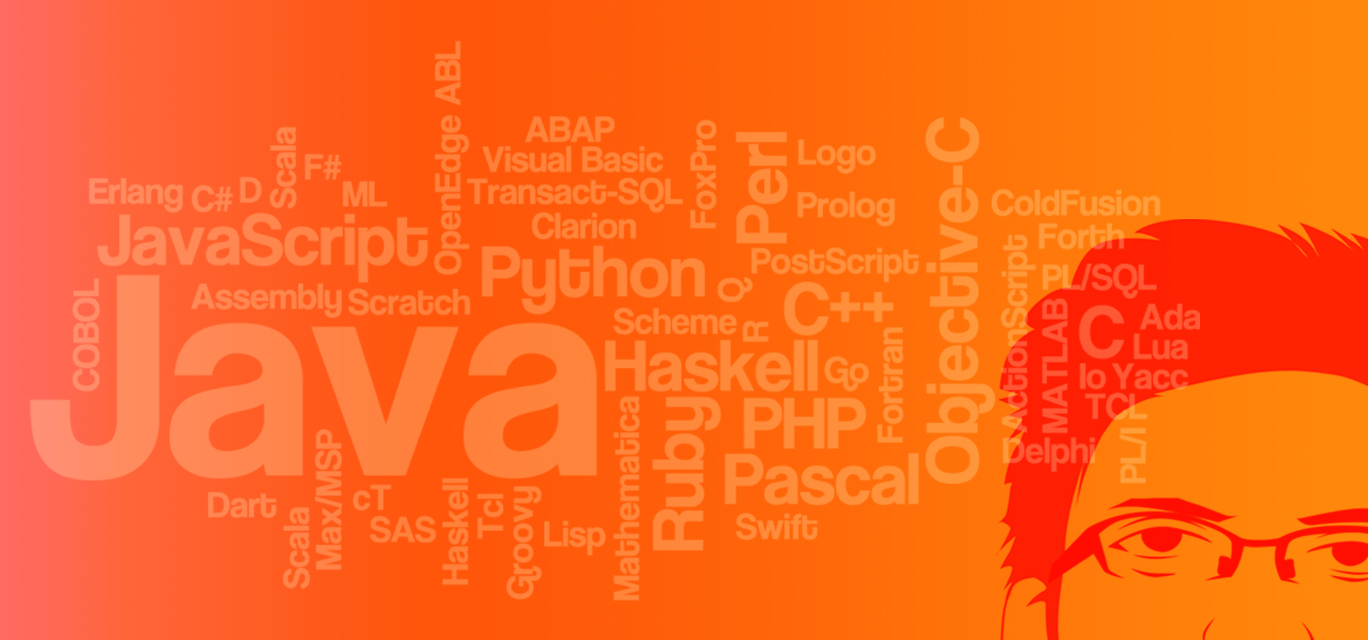 OpenEdge ABL
ABAP
Visual Basic
Transact-SQL
Clarion
FoxPro
Perl
Logo
Prolog
Objective-C
ColdFusion
Forth
Scala
F#
Erlang
C#
D
ML
JavaScript
Python
Q
PostScript
C++
ActionScript
PL/SQL
COBOL
Assembly
Scratch
Java
Scheme
R
Haskell
Go
Fortran
MATLAB
C
Ada
Lua
Io
Yacc
TCL
PL/I
F
D
Delphi
PHP
Ruby
Pascal
Mathematica
Swift
Dart
Scala
Max/MSP
cT
SAS
Haskell
Tcl
Groovy
Lisp